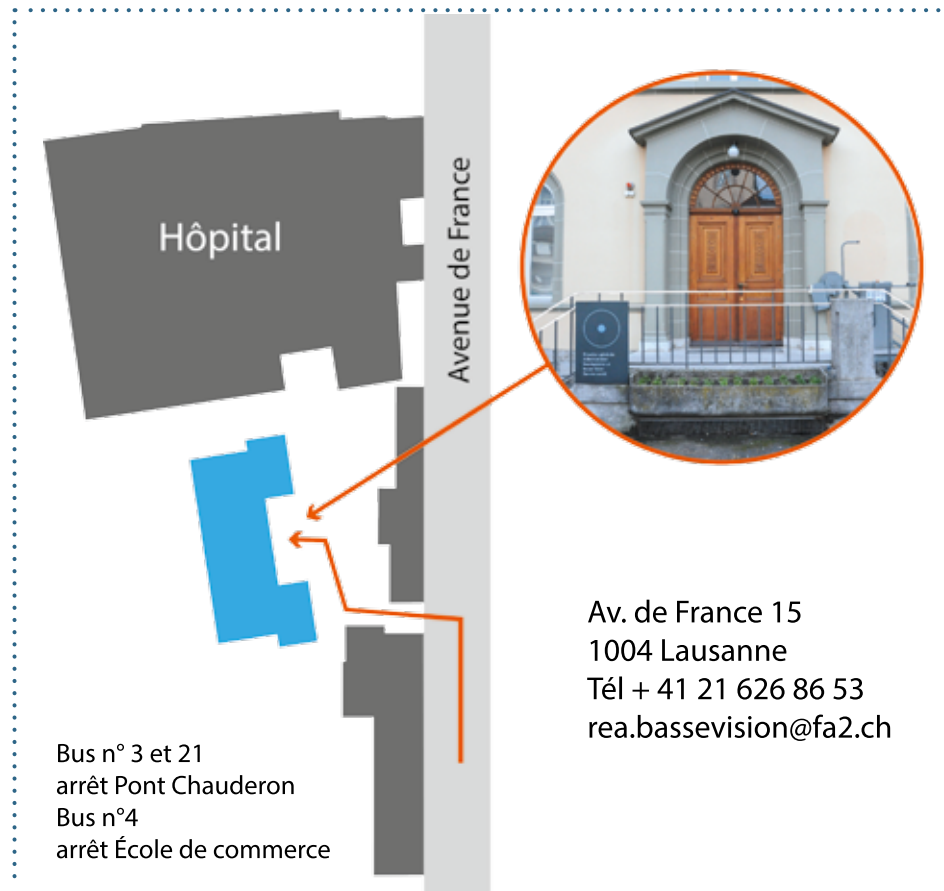 Hôpital
Avenue de France
Av. de France 15
1004 Lausanne
Tél + 41 21 626 86 53
rea.bassevision@fa2.ch
Bus n° 3 et 21
arrêt Pont Chauderon
Bus n°4
arrêt École de commerce